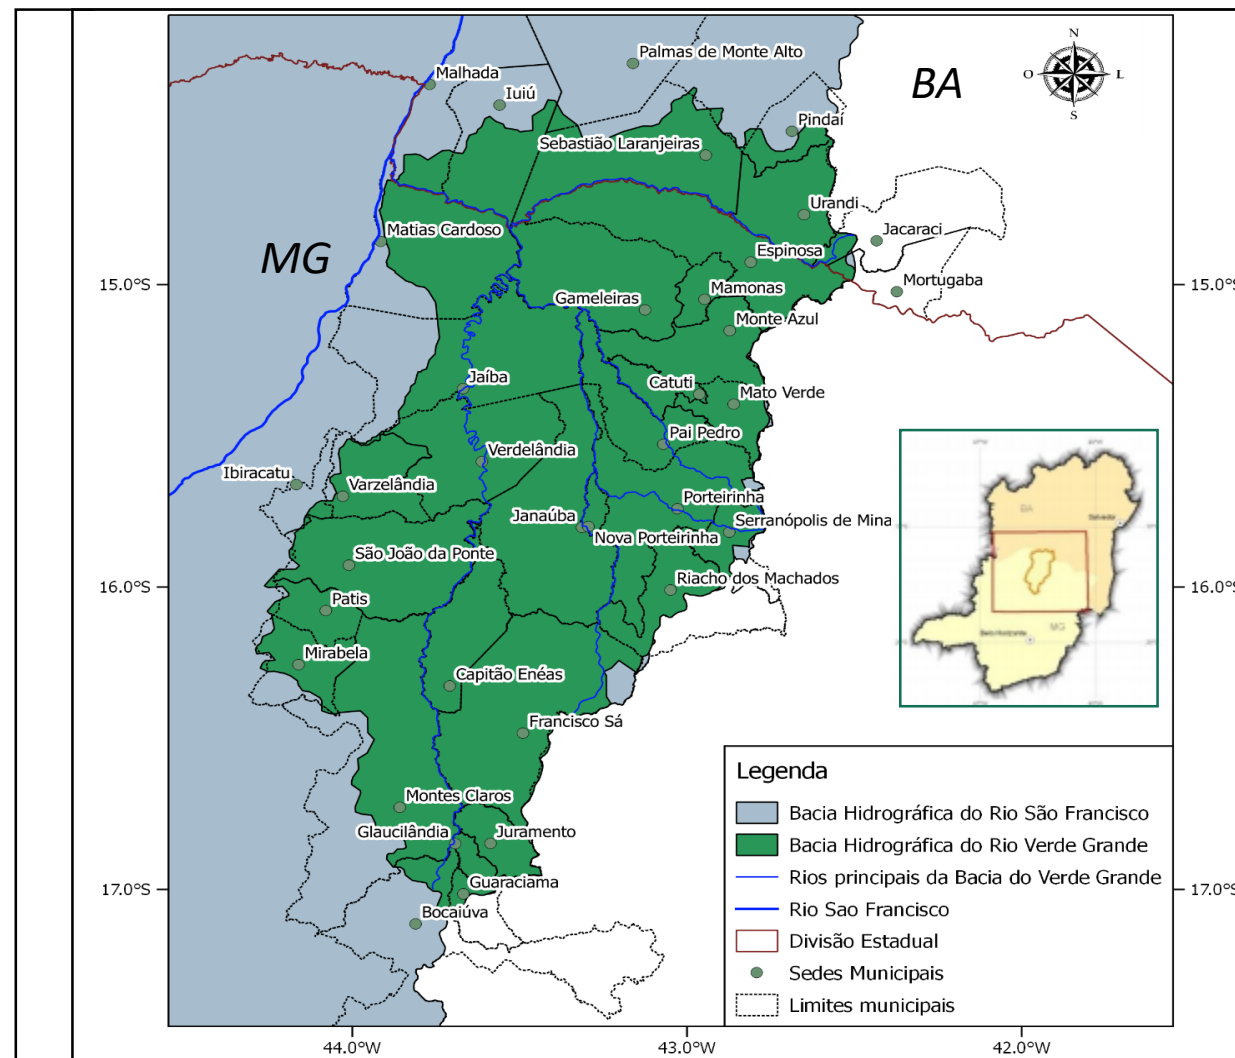 Palmas de Monte Alto
BA
N
O
L
S
Malhada
Iuiú
Pindaí
Sebastião Laranjeiras
Urandi
Matias Cardoso
Jacaraci
MG
Espinosa
15.0°S
Gameleiras
Mamonas
Mortugaba
15.0°S
Monte Azul
Jaíba
Catuti
Mato Verde
Pai Pedro
Verdelândia
Ibiracatu
Varzelândia
Porteirinha
Janaúba
Serranópolis de Mina
Nova Porteirinha
São João da Ponte
Riacho dos Machados
16.0°S
16.0°S
Patis
BA
Salvador
MG
Belo Horizonte
Mirabela
Capitão Enéas
Francisco Sá
Montes Claros
Glaucilândia
Juramento
Guaraciama
17.0°S
17.0°S
Bocaiúva
Legenda
Bacia Hidrográfica do Rio São Francisco
Bacia Hidrográfica do Rio Verde Grande
Rios principais da Bacia do Verde Grande
Rio Sao Francisco
Divisão Estadual
Sedes Municipais
Limites municipais
44.0°W
43.0°W
42.0°W